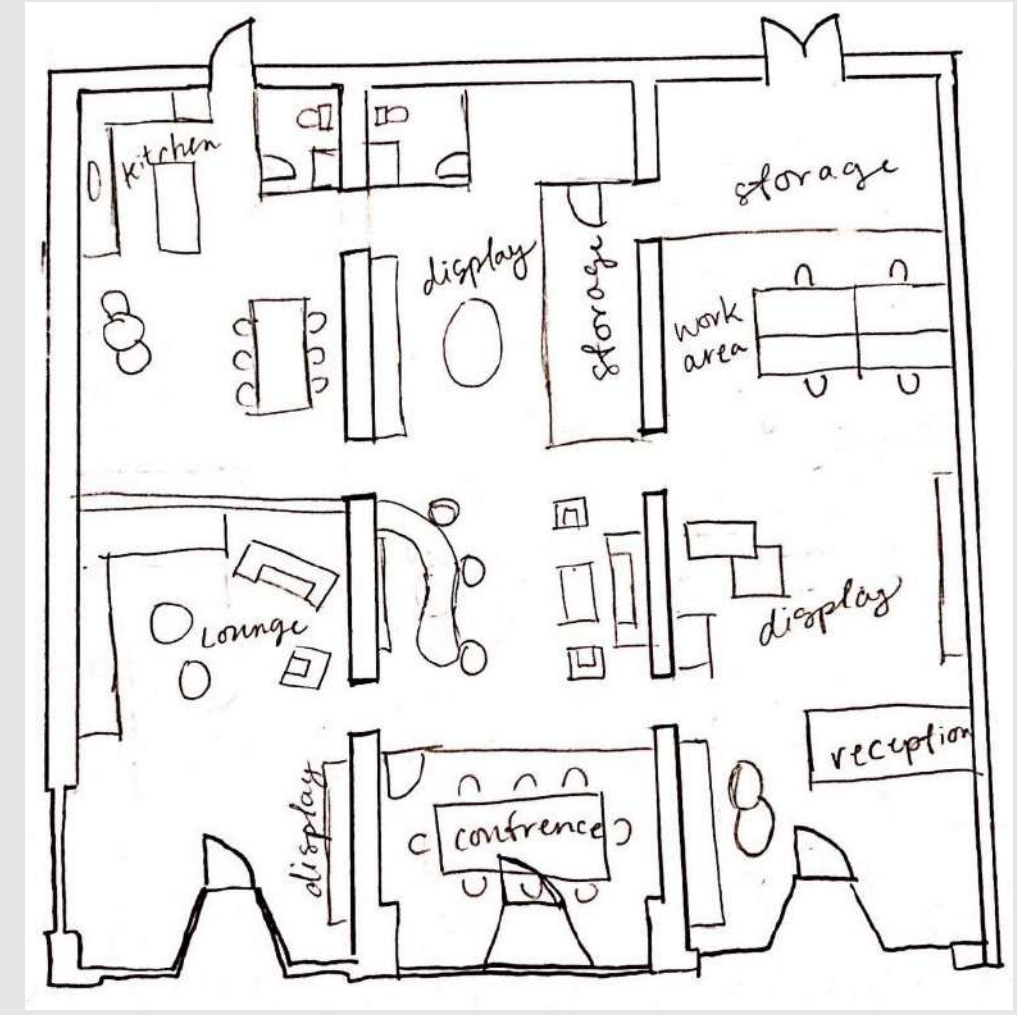 kitchen
storage
display
storage
work
area
Lounge
display
reception
display
confrence